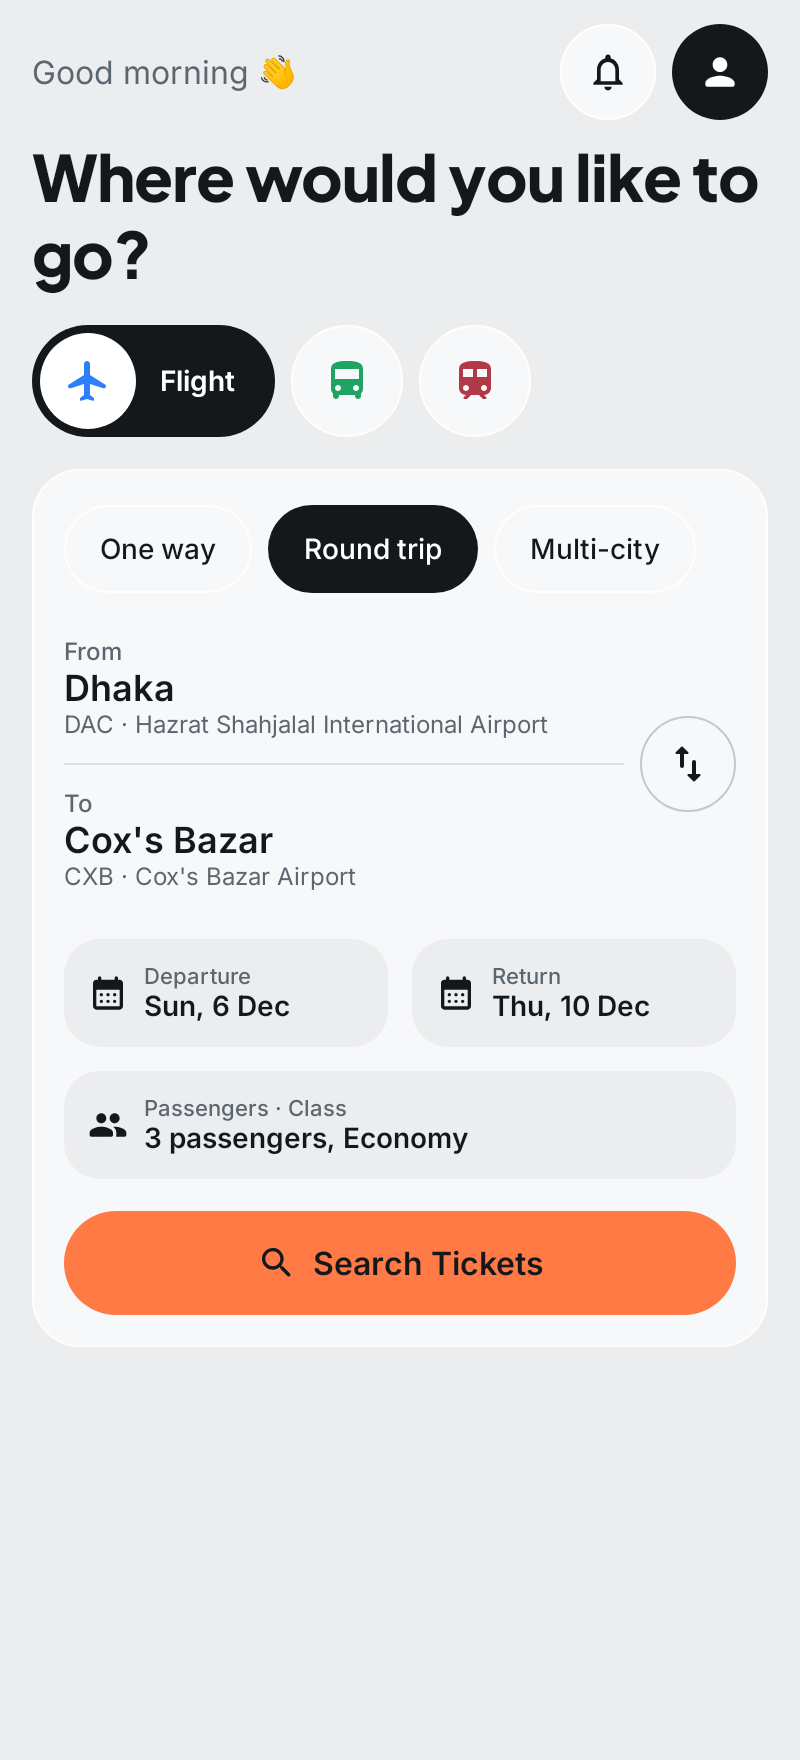 Good morning 👋
Where would you like to
go?
Flight
One way
Round trip
Multi-city
From
Dhaka
DAC · Hazrat Shahjalal International Airport
To
Cox's Bazar
CXB · Cox's Bazar Airport
Departure
Sun, 6 Dec
Return
Thu, 10 Dec
Passengers · Class
3 passengers, Economy
Search Tickets